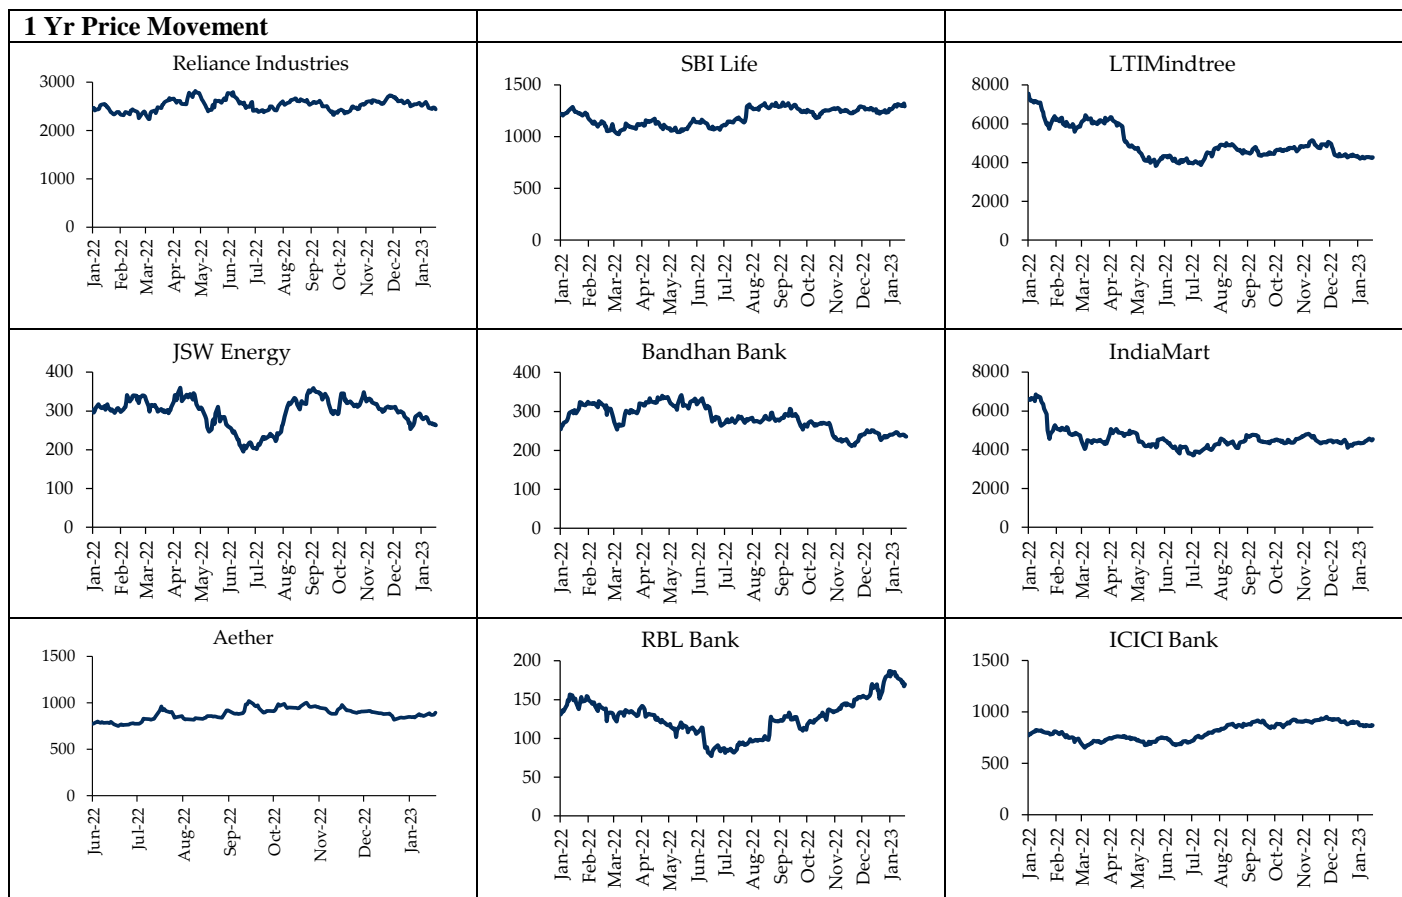 1 Yr Price Movement
Reliance Industries
3000
2000
1000
0
Jan-22
Feb-22
Mar-22
Apr-22
May-22
Jun-22
Jul-22
Aug-22
Sep-22
Oct-22
Nov-22
Dec-22
Jan-23
SBI Life
1500
1000
500
0
Jan-22
Feb-22
Mar-22
Apr-22
May-22
Jun-22
Jul-22
Aug-22
Sep-22
Oct-22
Nov-22
Dec-22
Jan-23
LTIMindtree
8000
6000
4000
2000
0
Jan-22
Feb-22
Mar-22
Apr-22
May-22
Jun-22
Jul-22
Aug-22
Sep-22
Oct-22
Nov-22
Dec-22
Jan-23
JSW Energy
400
300
200
100
0
Jan-22
Feb-22
Mar-22
Apr-22
May-22
Jun-22
Jul-22
Aug-22
Sep-22
Oct-22
Nov-22
Dec-22
Jan-23
Bandhan Bank
400
300
200
100
0
Jan-22
Feb-22
Mar-22
Apr-22
May-22
Jun-22
Jul-22
Aug-22
Sep-22
Oct-22
Nov-22
Dec-22
Jan-23
IndiaMart
8000
6000
4000
2000
0
Jan-22
Feb-22
Mar-22
Apr-22
May-22
Jun-22
Jul-22
Aug-22
Sep-22
Oct-22
Nov-22
Dec-22
Jan-23
Aether
1500
1000
500
0
Jun-22
Jul-22
Aug-22
Sep-22
Oct-22
Nov-22
Dec-22
Jan-23
RBL Bank
200
150
100
50
0
Jan-22
Feb-22
Mar-22
Apr-22
May-22
Jun-22
Jul-22
Aug-22
Sep-22
Oct-22
Nov-22
Dec-22
Jan-23
ICICI Bank
1500
1000
500
0
Jan-22
Feb-22
Mar-22
Apr-22
May-22
Jun-22
Jul-22
Aug-22
Sep-22
Oct-22
Nov-22
Dec-22
Jan-23